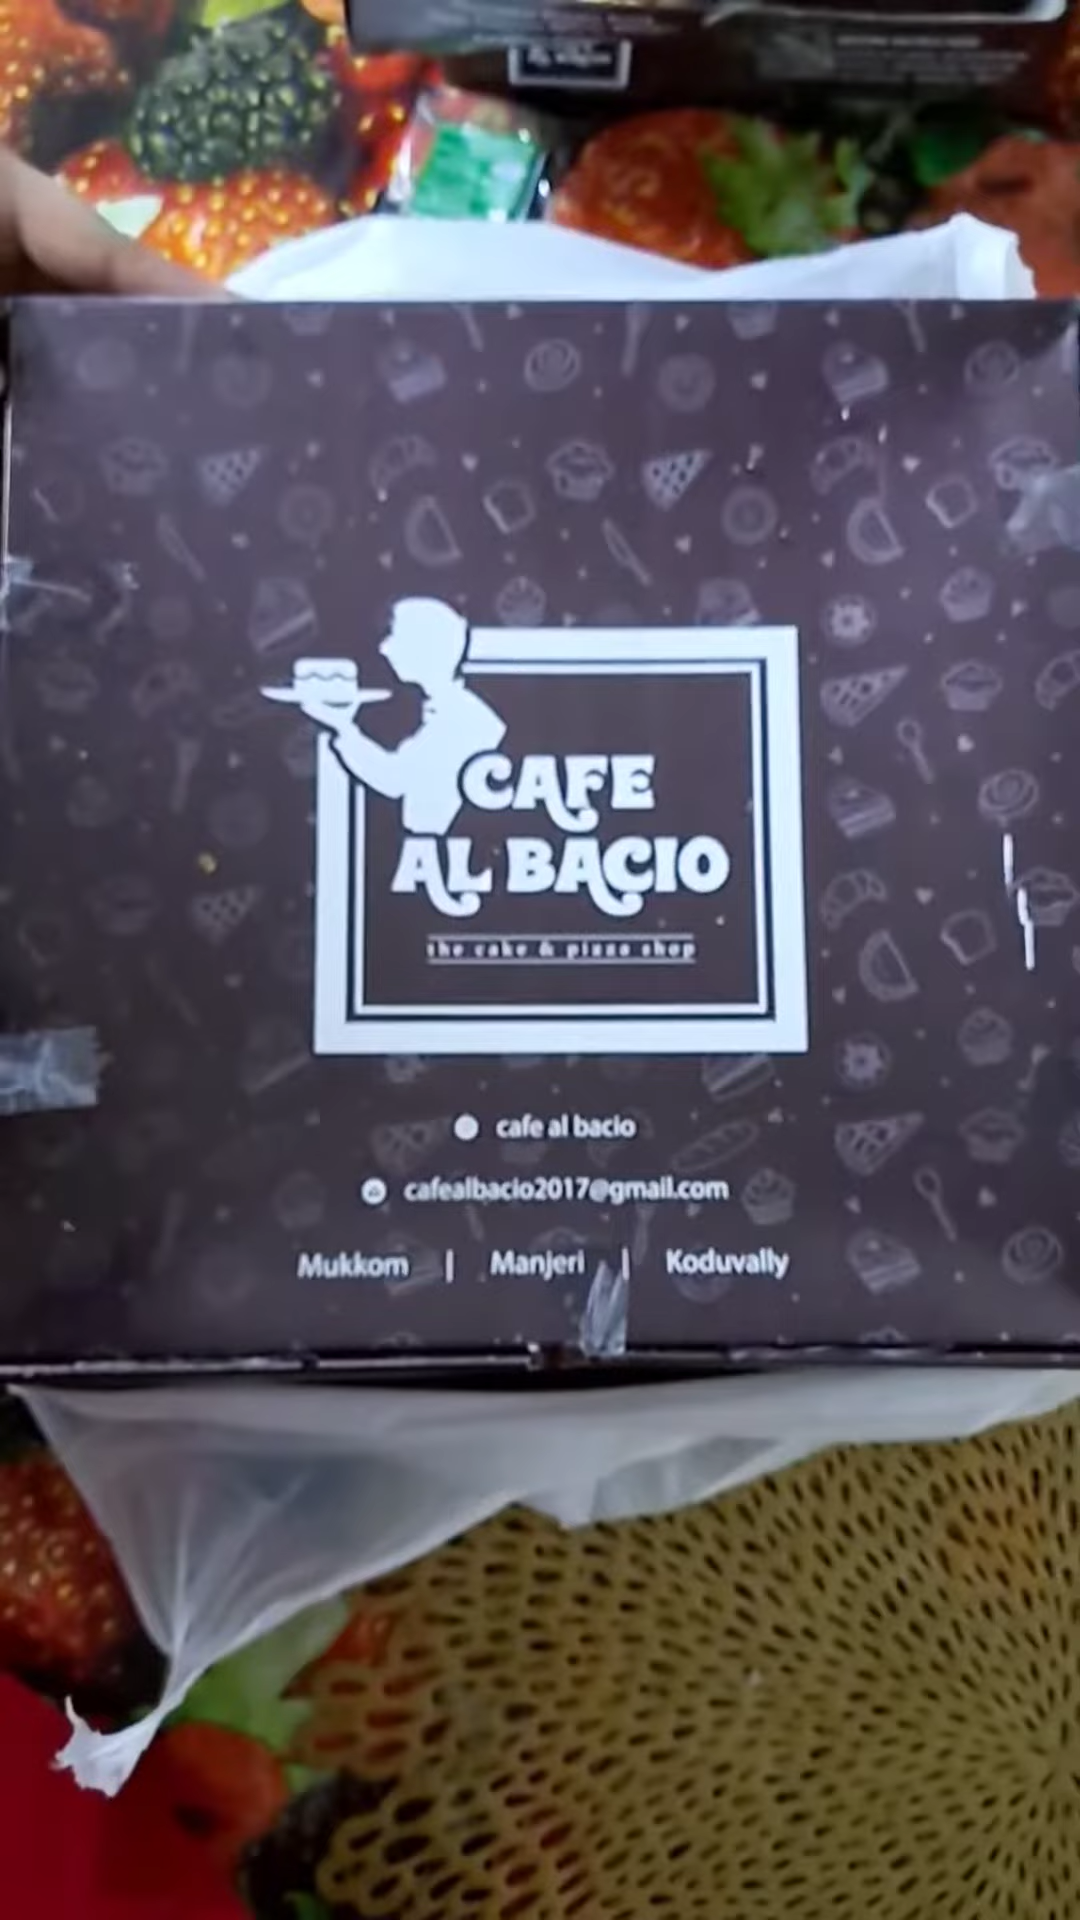 CAFE
AL BACIO
the cake & pizza shop
cafe al bacio
cafealbacio2017@gmail.com
Mukkom | Manjeri | Koduvally